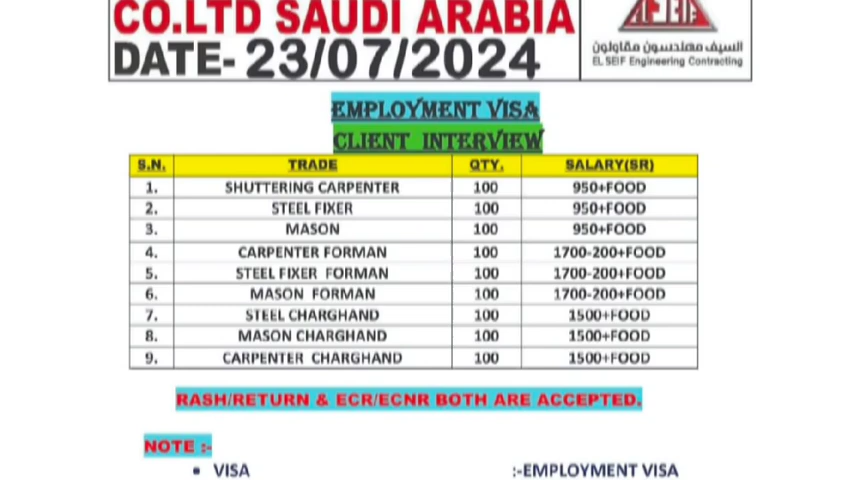 CO.LTD SAUDI ARABIA
DATE- 23/07/2024
السيف مهندسون مقاولون
EL SEIF Engineering Contracting
EMPLOYMENT VISA
CLIENT INTERVIEW
S.N. TRADE QTY. SALARY(SR)
1. SHUTTERING CARPENTER 100 950+FOOD
2. STEEL FIXER 100 950+FOOD
3. MASON 100 950+FOOD
4. CARPENTER FORMAN 100 1700-200+FOOD
5. STEEL FIXER FORMAN 100 1700-200+FOOD
6. MASON FORMAN 100 1700-200+FOOD
7. STEEL CHARGHAND 100 1500+FOOD
8. MASON CHARGHAND 100 1500+FOOD
9. CARPENTER CHARGHAND 100 1500+FOOD
RASH/RETURN & ECR/ECNR BOTH ARE ACCEPTED.
NOTE :-
• VISA :-EMPLOYMENT VISA